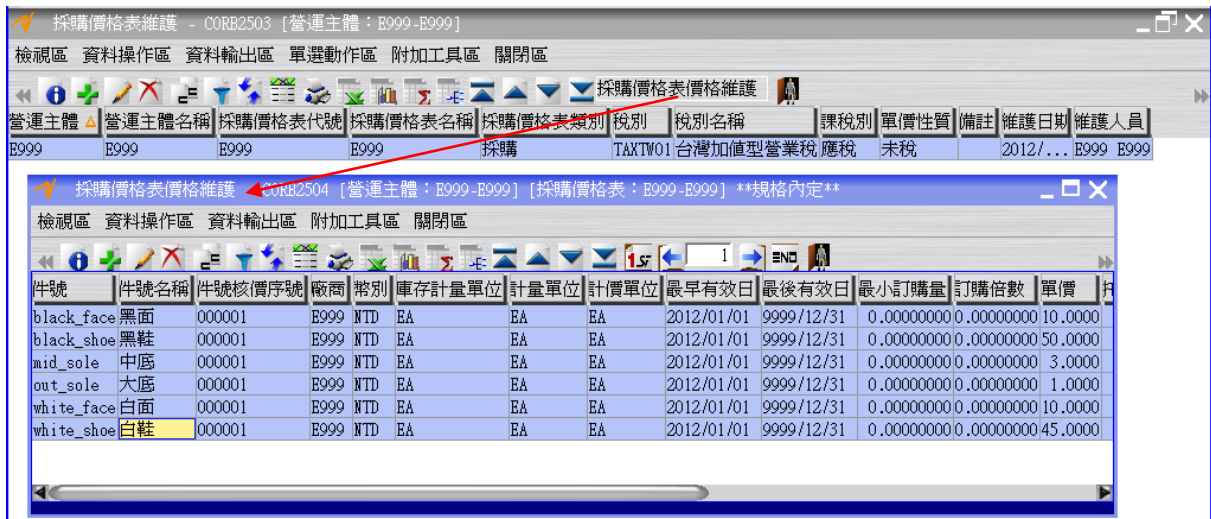 採購價格表維護 - CORB2503 [營運主體：E999-E999]
檢視區 資料操作區 資料輸出區 單選動作區 附加工具區 關閉區
採購價格表價格維護
營運主體 營運主體名稱 採購價格表代號 採購價格表名稱 採購價格表類別 稅別 稅別名稱 課稅別 單價性質 備註 維護日期 維護人員
E999 E999 E999 E999 採購 TAXTW01 台灣加值型營業稅 應稅 未稅 2012/... E999 E999
採購價格表價格維護 - CORB2504 [營運主體：E999-E999] [採購價格表：E999-E999] **規格內定**
檢視區 資料操作區 資料輸出區 附加工具區 關閉區
1st 1 END
件號 件號名稱 件號核價序號 廠商 幣別 庫存計量單位 計量單位 計價單位 最早有效日 最後有效日 最小訂購量 訂購倍數 單價
black_face 黑面 000001 E999 NTD EA EA EA 2012/01/01 9999/12/31 0.00000000 0.00000000 10.0000
black_shoe 黑鞋 000001 E999 NTD EA EA EA 2012/01/01 9999/12/31 0.00000000 0.00000000 50.0000
mid_sole 中底 000001 E999 NTD EA EA EA 2012/01/01 9999/12/31 0.00000000 0.00000000 3.0000
out_sole 大底 000001 E999 NTD EA EA EA 2012/01/01 9999/12/31 0.00000000 0.00000000 1.0000
white_face 白面 000001 E999 NTD EA EA EA 2012/01/01 9999/12/31 0.00000000 0.00000000 10.0000
white_shoe 白鞋 000001 E999 NTD EA EA EA 2012/01/01 9999/12/31 0.00000000 0.00000000 45.0000